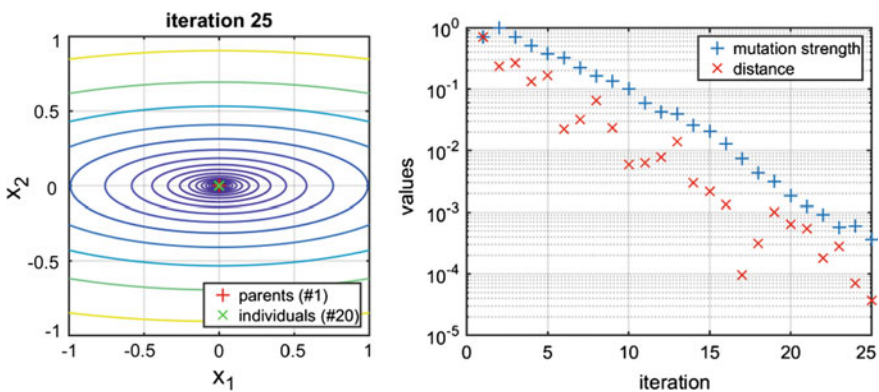 iteration 25
1
0.5
0
-0.5
-1
x2
-1
-0.5
0
0.5
1
x1
parents (#1)
individuals (#20)
10^0
10^-1
10^-2
10^-3
10^-4
10^-5
values
0
5
10
15
20
25
iteration
mutation strength
distance